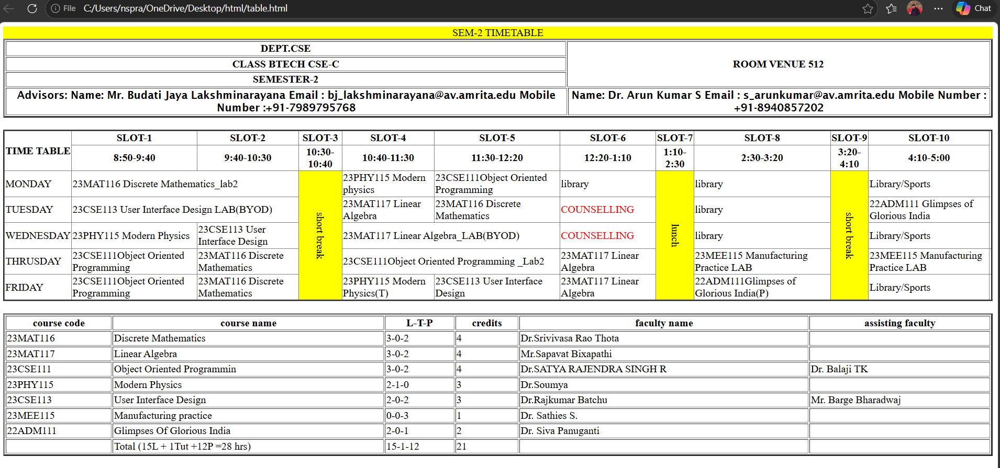 File C:/Users/nspra/OneDrive/Desktop/html/table.html
Chat
SEM-2 TIMETABLE
DEPT.CSE
CLASS BTECH CSE-C
ROOM VENUE 512
SEMESTER-2
Advisors: Name: Mr. Budati Jaya Lakshminarayana Email : bj_lakshminarayana@av.amrita.edu Mobile
Number :+91-7989795768
Name: Dr. Arun Kumar S Email : s_arunkumar@av.amrita.edu Mobile Number :
+91-8940857202
TIME TABLE
SLOT-1 SLOT-2 SLOT-3 SLOT-4 SLOT-5 SLOT-6 SLOT-7 SLOT-8 SLOT-9 SLOT-10
8:50-9:40 9:40-10:30 10:30-10:40 10:40-11:30 11:30-12:20 12:20-1:10 1:10-2:30 2:30-3:20 3:20-4:10 4:10-5:00
short break
lunch
short break
MONDAY 23MAT116 Discrete Mathematics_lab2 23PHY115 Modern physics 23CSE111Object Oriented Programming library library Library/Sports
TUESDAY 23CSE113 User Interface Design LAB(BYOD) 23MAT117 Linear Algebra 23MAT116 Discrete Mathematics COUNSELLING library 22ADM111 Glimpses of Glorious India
WEDNESDAY 23PHY115 Modern Physics 23CSE113 User Interface Design 23MAT117 Linear Algebra_LAB(BYOD) COUNSELLING library Library/Sports
THRUSDAY 23CSE111Object Oriented Programming 23MAT116 Discrete Mathematics 23CSE111Object Oriented Programming _Lab2 23MAT117 Linear Algebra 23MEE115 Manufacturing Practice LAB 23MEE115 Manufacturing Practice LAB
FRIDAY 23CSE111Object Oriented Programming 23MAT116 Discrete Mathematics 23PHY115 Modern Physics(T) 23CSE113 User Interface Design 23MAT117 Linear Algebra 22ADM111Glimpses of Glorious India(P) Library/Sports
course code course name L-T-P credits faculty name assisting faculty
23MAT116 Discrete Mathematics 3-0-2 4 Dr.Srivivasa Rao Thota
23MAT117 Linear Algebra 3-0-2 4 Mr.Sapavat Bixapathi
23CSE111 Object Oriented Programmin 3-0-2 4 Dr.SATYA RAJENDRA SINGH R Dr. Balaji TK
23PHY115 Modern Physics 2-1-0 3 Dr.Soumya
23CSE113 User Interface Design 2-0-2 3 Dr.Rajkumar Batchu Mr. Barge Bharadwaj
23MEE115 Manufacturing practice 0-0-3 1 Dr. Sathies S.
22ADM111 Glimpses Of Glorious India 2-0-1 2 Dr. Siva Panuganti
Total (15L + 1Tut +12P =28 hrs) 15-1-12 21